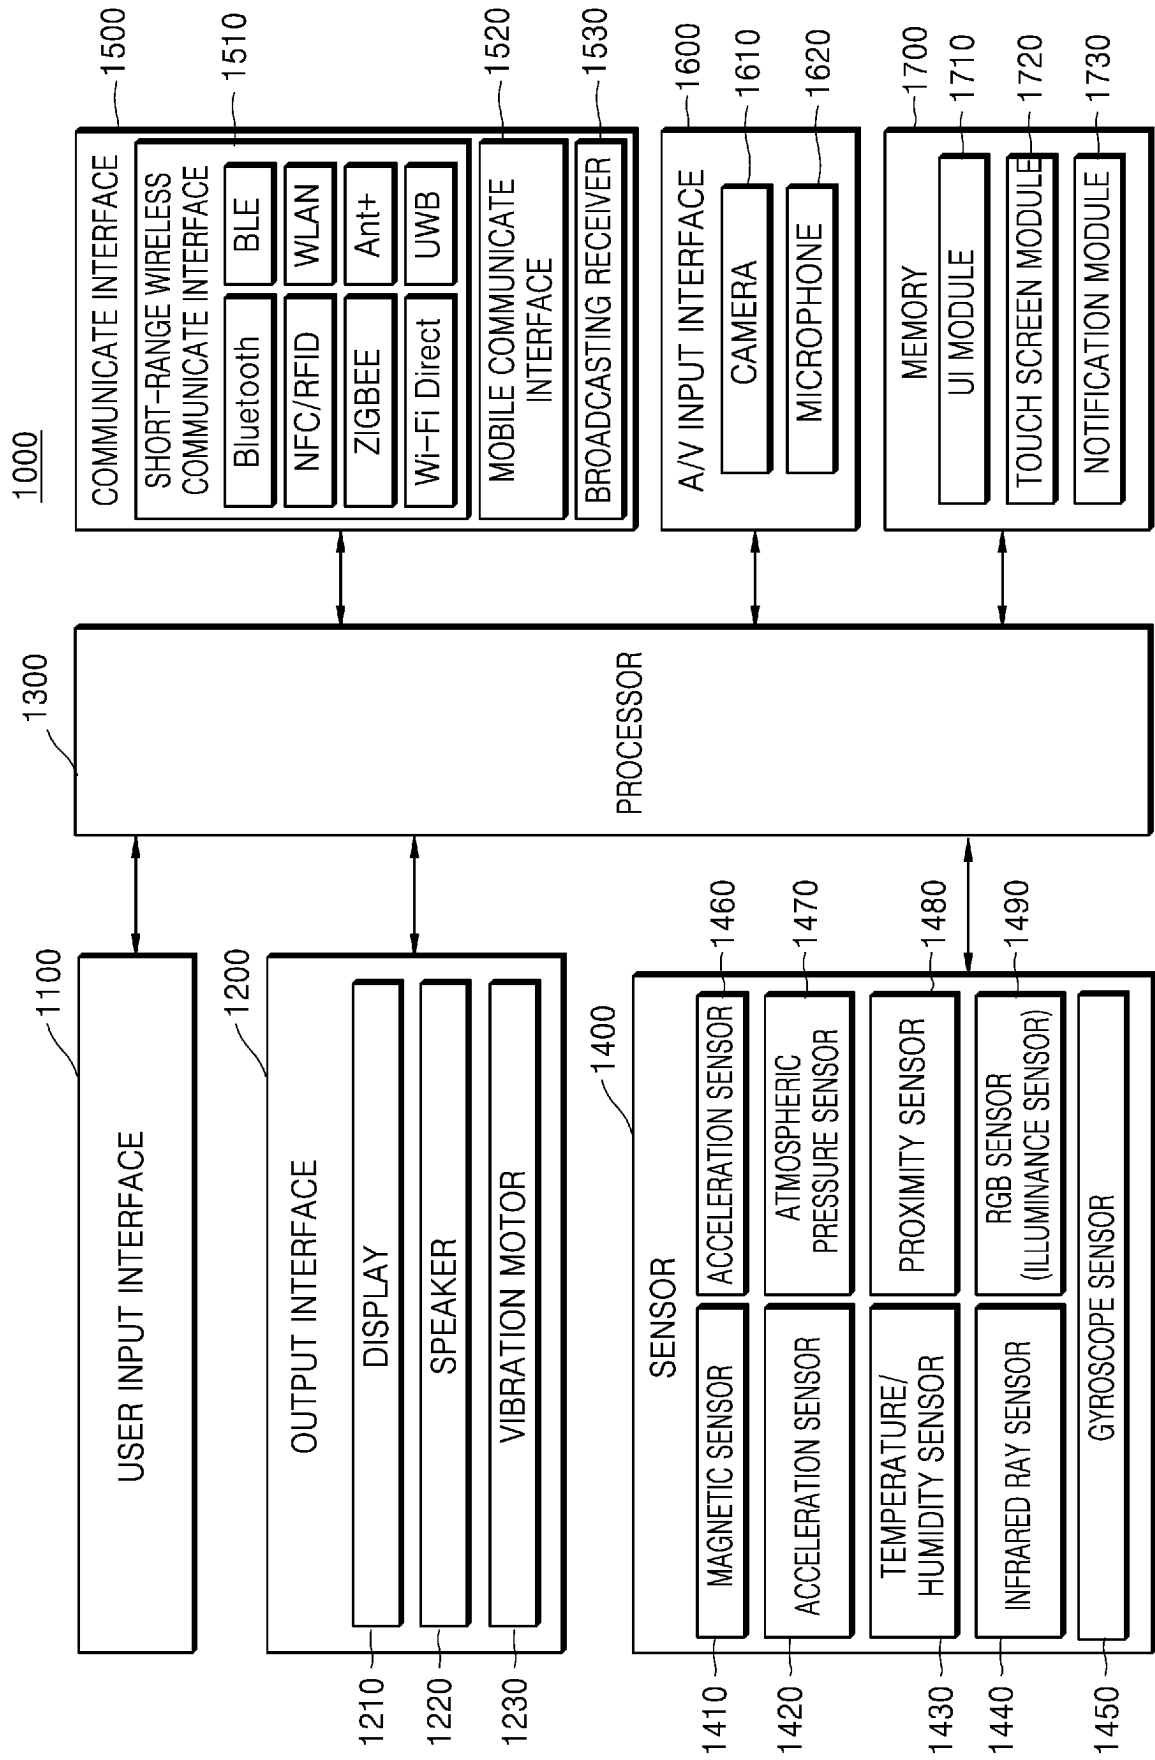 1000
1100
USER INPUT INTERFACE
1200
OUTPUT INTERFACE
1210
DISPLAY
1220
SPEAKER
1230
VIBRATION MOTOR
1400
SENSOR
1410
MAGNETIC SENSOR
ACCELERATION SENSOR
1460
1420
ACCELERATION SENSOR
ATMOSPHERIC
PRESSURE SENSOR
1470
1430
TEMPERATURE/
HUMIDITY SENSOR
PROXIMITY SENSOR
1480
1440
INFRARED RAY SENSOR
RGB SENSOR
(ILLUMINANCE SENSOR)
1490
1450
GYROSCOPE SENSOR
1300
PROCESSOR
1500
COMMUNICATE INTERFACE
1510
SHORT-RANGE WIRELESS
COMMUNICATE INTERFACE
Bluetooth
BLE
NFC/RFID
WLAN
ZIGBEE
Ant+
Wi-Fi Direct
UWB
1520
MOBILE COMMUNICATE
INTERFACE
1530
BROADCASTING RECEIVER
1600
A/V INPUT INTERFACE
1610
CAMERA
1620
MICROPHONE
1700
MEMORY
1710
UI MODULE
1720
TOUCH SCREEN MODULE
1730
NOTIFICATION MODULE